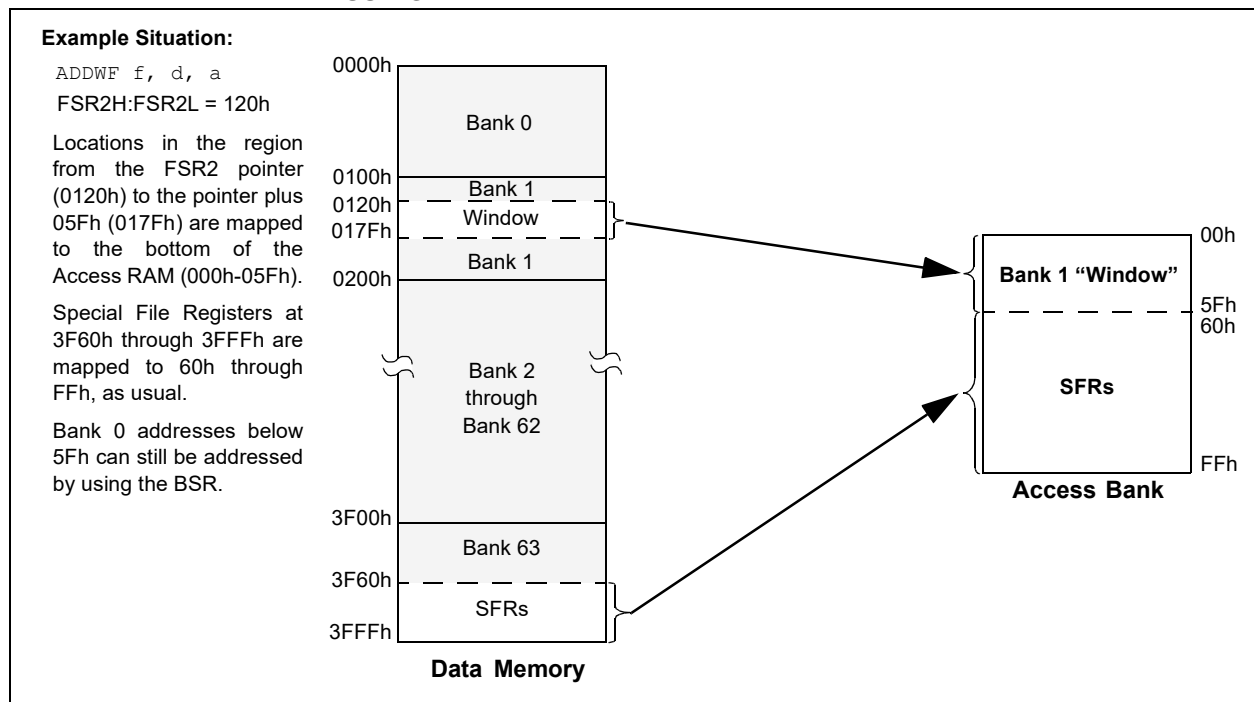 Example Situation:
ADDWF f, d, a
FSR2H:FSR2L = 120h
Locations in the region
from the FSR2 pointer
(0120h) to the pointer plus
05Fh (017Fh) are mapped
to the bottom of the
Access RAM (000h-05Fh).
Special File Registers at
3F60h through 3FFFh are
mapped to 60h through
FFh, as usual.
Bank 0 addresses below
5Fh can still be addressed
by using the BSR.
0000h
Bank 0
0100h
Bank 1
0120h
Window
017Fh
Bank 1
0200h
Bank 2
through
Bank 62
3F00h
Bank 63
3F60h
SFRs
3FFFh
Data Memory
00h
Bank 1 “Window”
5Fh
60h
SFRs
FFh
Access Bank